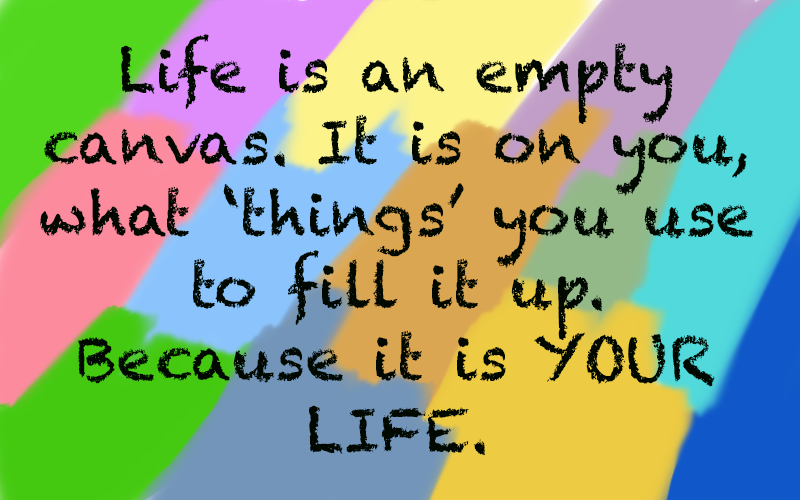 Life is an empty
canvas. It is on you,
what ‘things’ you use
to fill it up.
Because it is YOUR
LIFE.